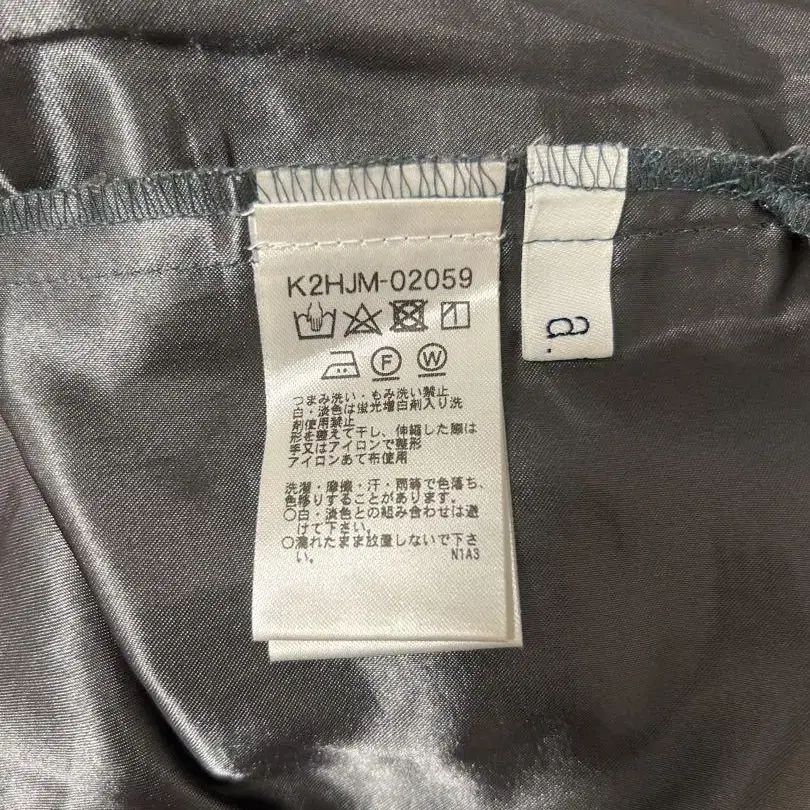 K2HJM-02059
F W
つまみ洗い・もみ洗い禁止
白・淡色は蛍光増白剤入り洗
剤使用禁止
形を整えて干し、伸縮した際は
手又はアイロンで整形
アイロンあて布使用
洗濯・摩擦・汗・雨等で色落ち、
色移りすることがあります。
○白・淡色との組み合わせは避
けて下さい。
○濡れたまま放置しないで下さ
い。
N1A3
a.